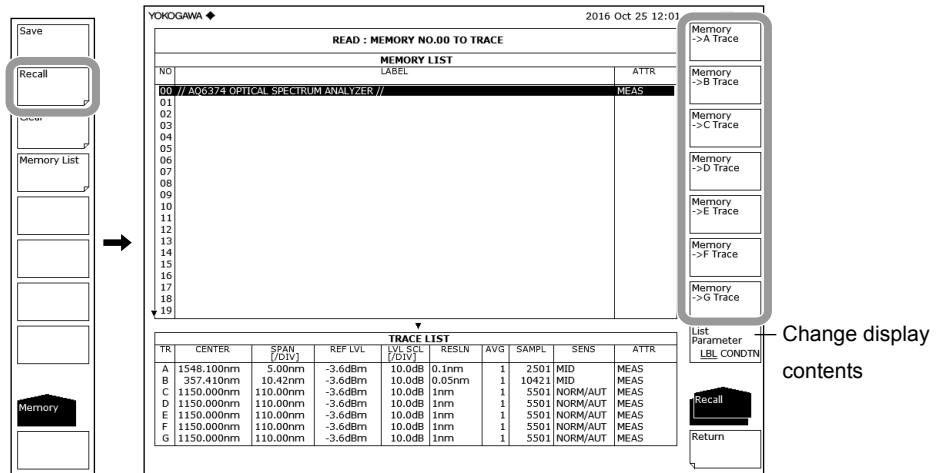 Save
Recall
Clear
Memory List
Memory
YOKOGAWA ◆ 2016 Oct 25 12:01
READ : MEMORY NO.00 TO TRACE
MEMORY LIST
NO LABEL ATTR
00 // AQ6374 OPTICAL SPECTRUM ANALYZER // MEAS
01
02
03
04
05
06
07
08
09
10
11
12
13
14
15
16
17
18
19
TRACE LIST
TR CENTER SPAN [/DIV] REF LVL LVL SCL [/DIV] RESLN AVG SAMPL SENS ATTR
A 1548.100nm 5.00nm -3.6dBm 10.0dB 0.1nm 1 2501 MID MEAS
B 357.410nm 10.42nm -3.6dBm 10.0dB 0.05nm 1 10421 MID MEAS
C 1150.000nm 110.00nm -3.6dBm 10.0dB 1nm 1 5501 NORM/AUT MEAS
D 1150.000nm 110.00nm -3.6dBm 10.0dB 1nm 1 5501 NORM/AUT MEAS
E 1150.000nm 110.00nm -3.6dBm 10.0dB 1nm 1 5501 NORM/AUT MEAS
F 1150.000nm 110.00nm -3.6dBm 10.0dB 1nm 1 5501 NORM/AUT MEAS
G 1150.000nm 110.00nm -3.6dBm 10.0dB 1nm 1 5501 NORM/AUT MEAS
Memory
->A Trace
Memory
->B Trace
Memory
->C Trace
Memory
->D Trace
Memory
->E Trace
Memory
->F Trace
Memory
->G Trace
List
Parameter
LBL CONDTN
Recall
Return
Change display
contents